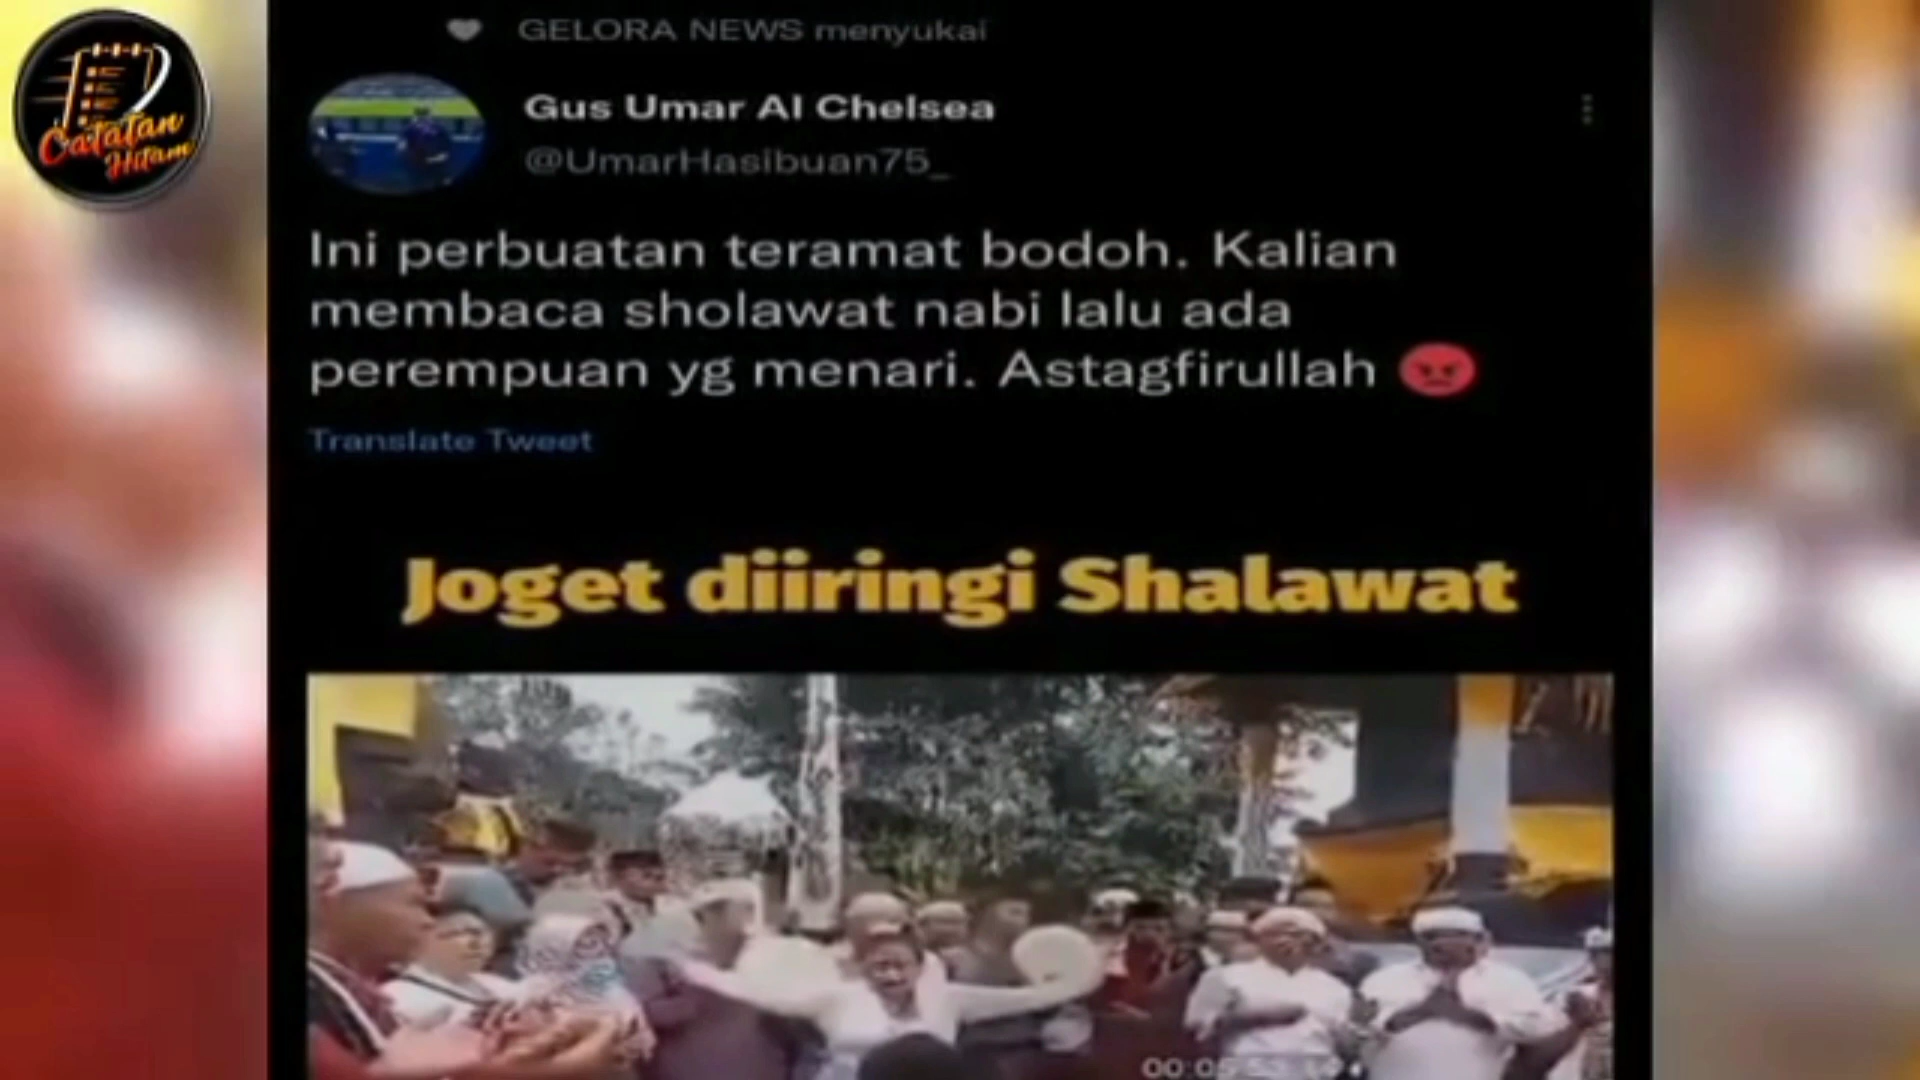 Catatan
Hitam
GELORA NEWS menyukai
Gus Umar Al Chelsea
@UmarHasibuan75_
Ini perbuatan teramat bodoh. Kalian
membaca sholawat nabi lalu ada
perempuan yg menari. Astagfirullah 😡
Translate Tweet
Joget diiringi Shalawat